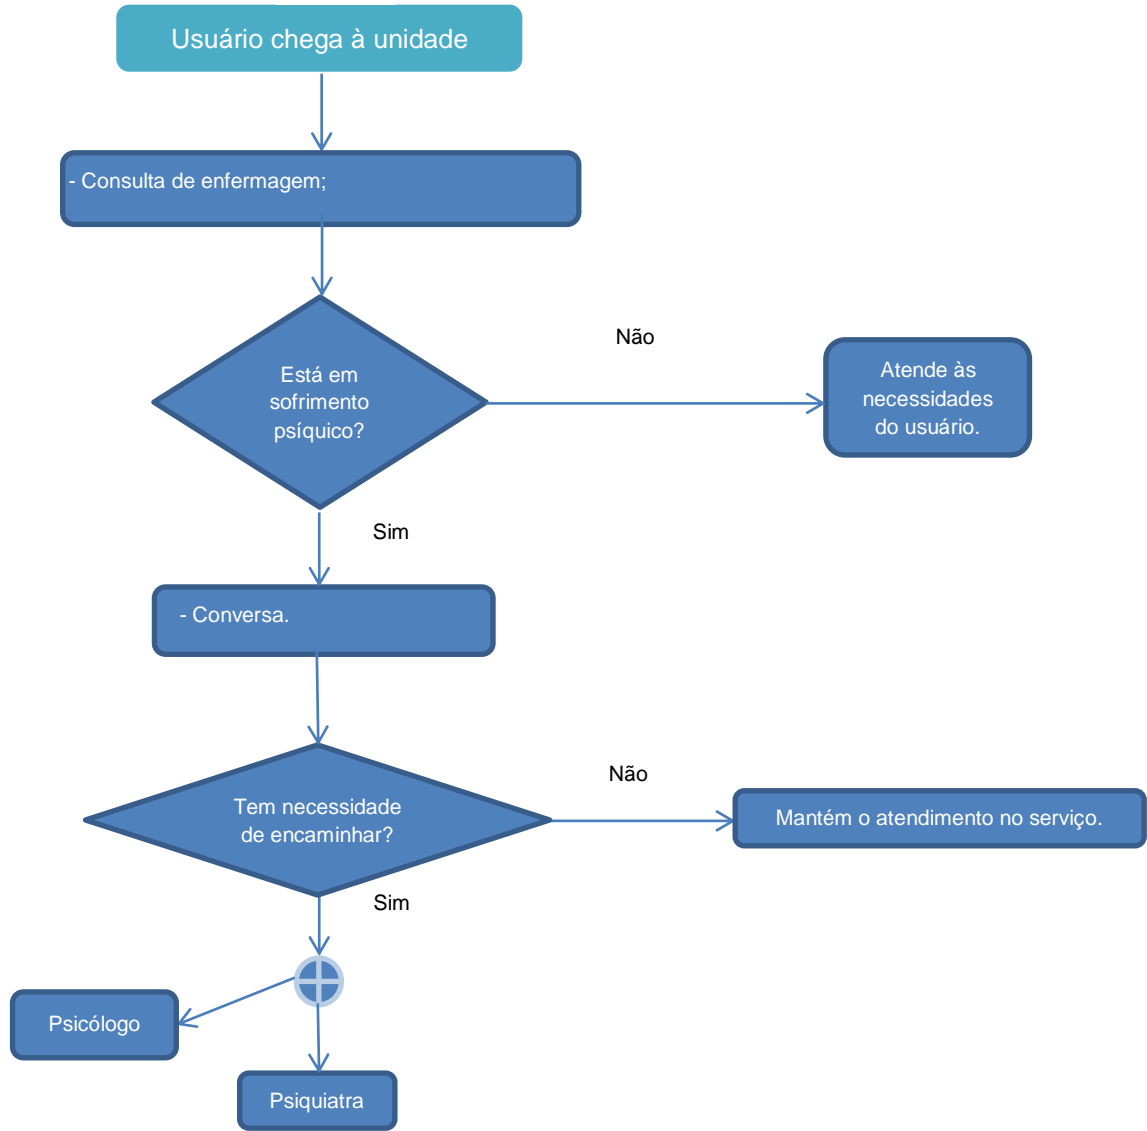 Usuário chega à unidade
- Consulta de enfermagem;
Não
Está em
sofrimento
psíquico?
Atende às
necessidades
do usuário.
Sim
- Conversa.
Não
Tem necessidade
de encaminhar?
Mantém o atendimento no serviço.
Sim
Psicólogo
Psiquiatra